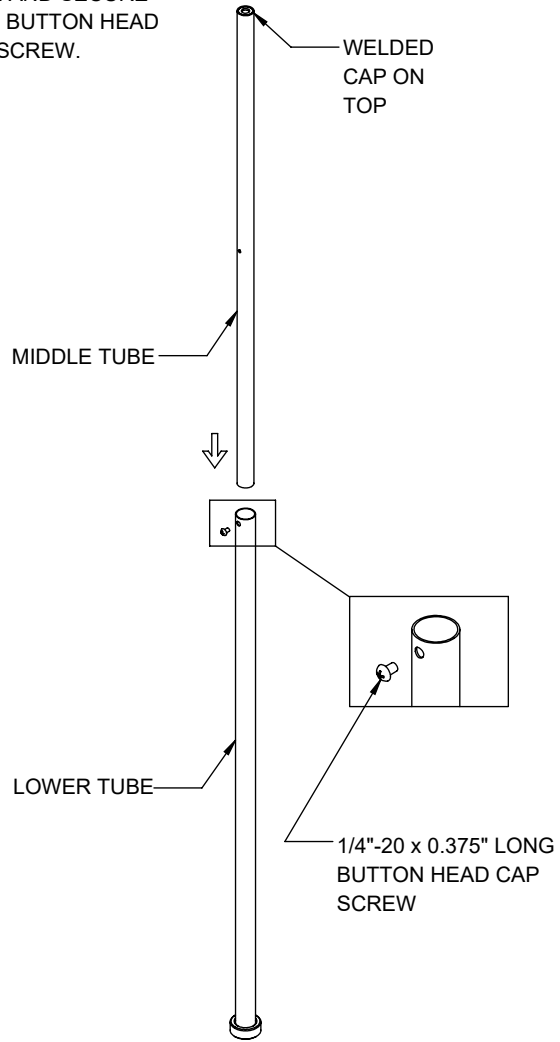 BUTTON HEAD
SCREW.
WELDED
CAP ON
TOP
MIDDLE TUBE
LOWER TUBE
1/4"-20 x 0.375" LONG
BUTTON HEAD CAP
SCREW